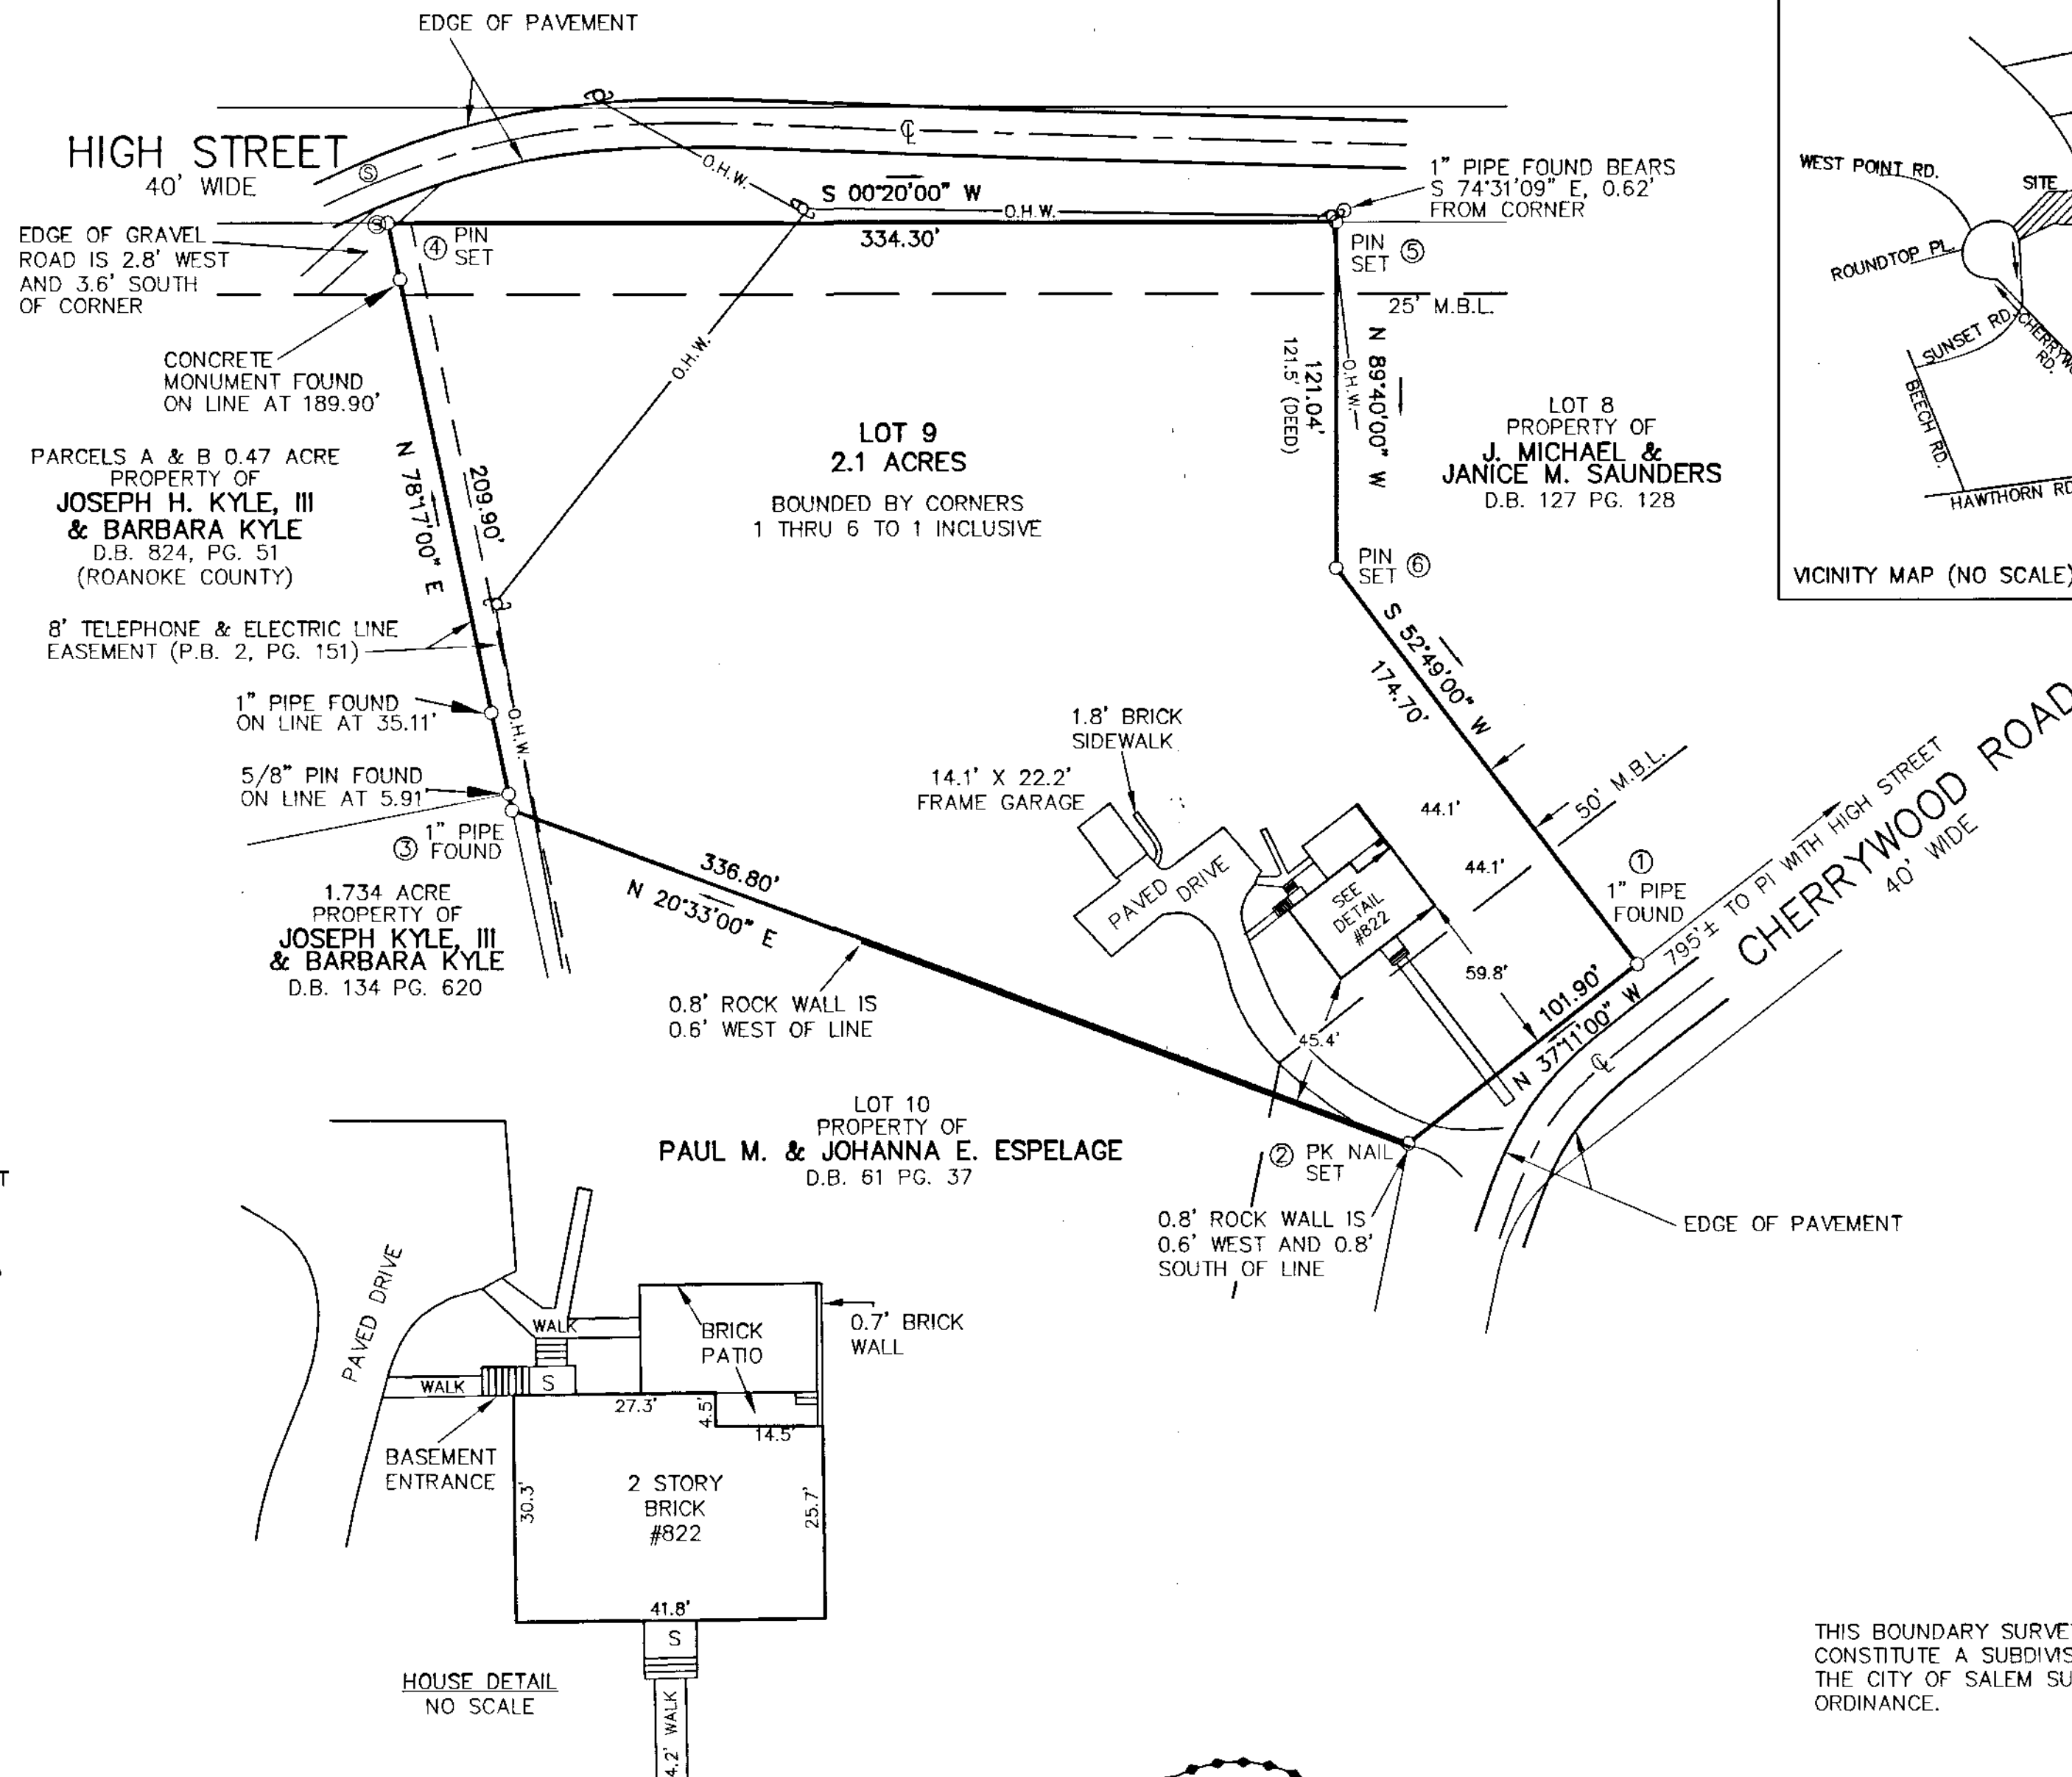 EDGE OF PAVEMENT
HIGH STREET
40' WIDE
Ⓢ
℄
O.H.W.
S 00°20'00" W
O.H.W.
334.30'
1" PIPE FOUND BEARS
S 74°31'09" E, 0.62'
FROM CORNER
EDGE OF GRAVEL
ROAD IS 2.8' WEST
AND 3.6' SOUTH
OF CORNER
Ⓢ
④ PIN
SET
PIN
SET ⑤
25' M.B.L.
CONCRETE
MONUMENT FOUND
ON LINE AT 189.90'
O.H.W.
N 89°40'00" W
O.H.W.
121.04'
121.5' (DEED)
LOT 9
2.1 ACRES
BOUNDED BY CORNERS
1 THRU 6 TO 1 INCLUSIVE
LOT 8
PROPERTY OF
J. MICHAEL &
JANICE M. SAUNDERS
D.B. 127 PG. 128
PARCELS A & B 0.47 ACRE
PROPERTY OF
JOSEPH H. KYLE, III
& BARBARA KYLE
D.B. 824, PG. 51
(ROANOKE COUNTY)
N 78°17'00" E
209.90'
PIN
SET ⑥
8' TELEPHONE & ELECTRIC LINE
EASEMENT (P.B. 2, PG. 151)
1" PIPE FOUND
ON LINE AT 35.11'
O.H.W.
5/8" PIN FOUND
ON LINE AT 5.91'
1" PIPE
③ FOUND
S 52°49'00" W
174.70'
1.8' BRICK
SIDEWALK
14.1' X 22.2'
FRAME GARAGE
PAVED DRIVE
SEE
DETAIL
#822
44.1'
44.1'
50' M.B.L.
59.8'
45.4'
①
1" PIPE
FOUND
795'± TO PI WITH HIGH STREET
CHERRYWOOD ROAD
40' WIDE
101.90'
N 37°11'00" W
℄
336.80'
N 20°33'00" E
1.734 ACRE
PROPERTY OF
JOSEPH KYLE, III
& BARBARA KYLE
D.B. 134 PG. 620
0.8' ROCK WALL IS
0.6' WEST OF LINE
LOT 10
PROPERTY OF
PAUL M. & JOHANNA E. ESPELAGE
D.B. 61 PG. 37
② PK NAIL
SET
0.8' ROCK WALL IS
0.6' WEST AND 0.8'
SOUTH OF LINE
EDGE OF PAVEMENT
WEST POINT RD.
SITE
ROUNDTOP PL.
SUNSET RD.
RD.
BEECH RD.
HAWTHORN RD
VICINITY MAP (NO SCALE)
T
PAVED DRIVE
WALK
WALK
S
BRICK
PATIO
0.7' BRICK
WALL
27.3'
4.5'
14.5'
BASEMENT
ENTRANCE
30.3'
2 STORY
BRICK
#822
25.7'
41.8'
S
4.2' WALK
HOUSE DETAIL
NO SCALE
THIS BOUNDARY SURVE
CONSTITUTE A SUBDIVIS
THE CITY OF SALEM SU
ORDINANCE.